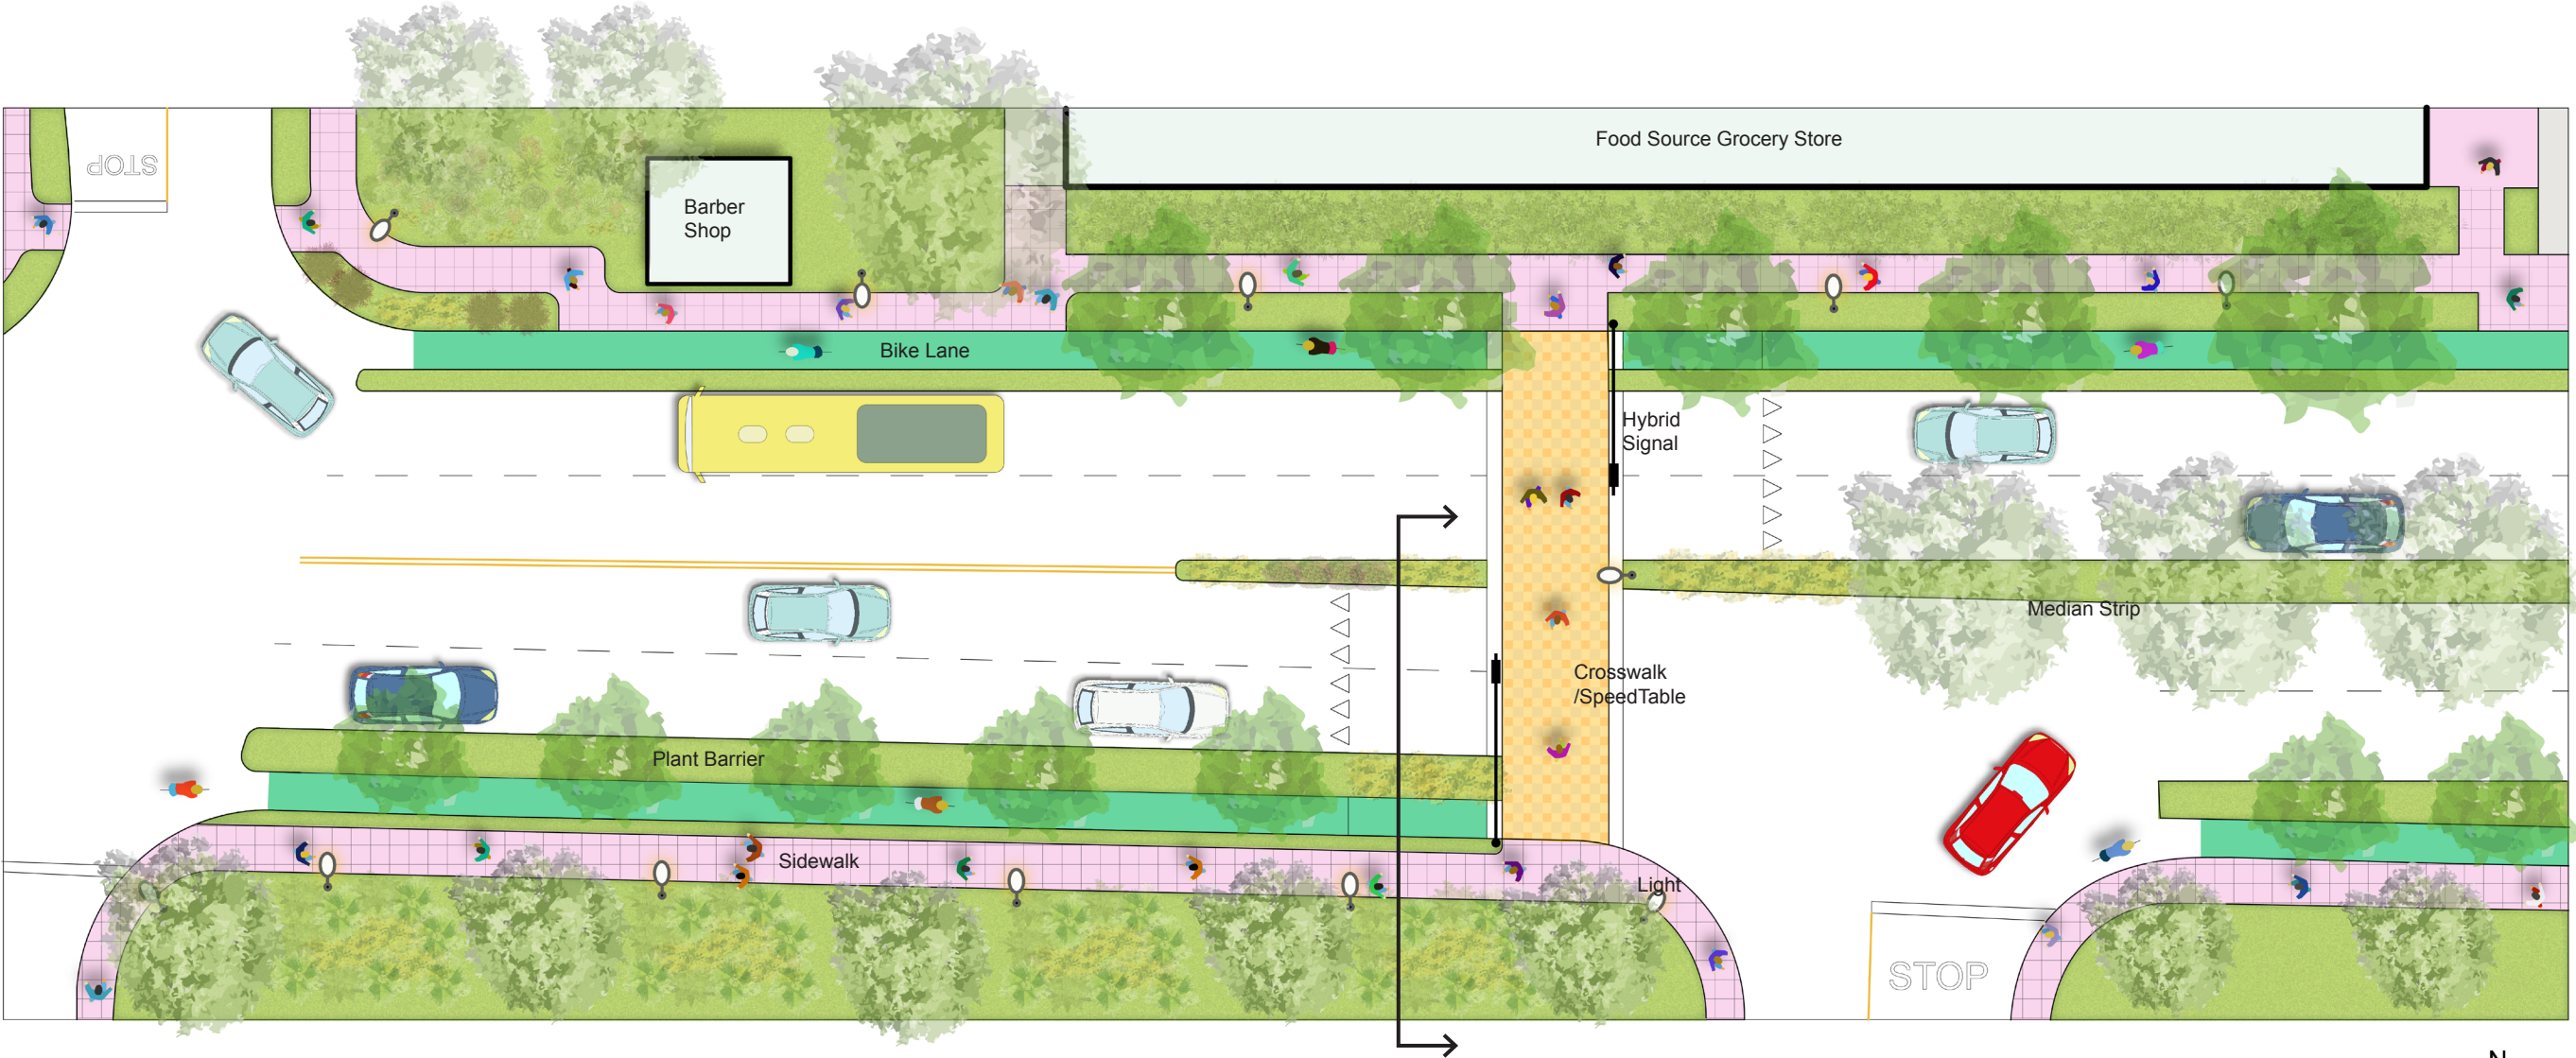 STOP
Food Source Grocery Store
Barber
Shop
Bike Lane
Hybrid
Signal
Median Strip
Crosswalk
/SpeedTable
Plant Barrier
Sidewalk
Light
STOP
N